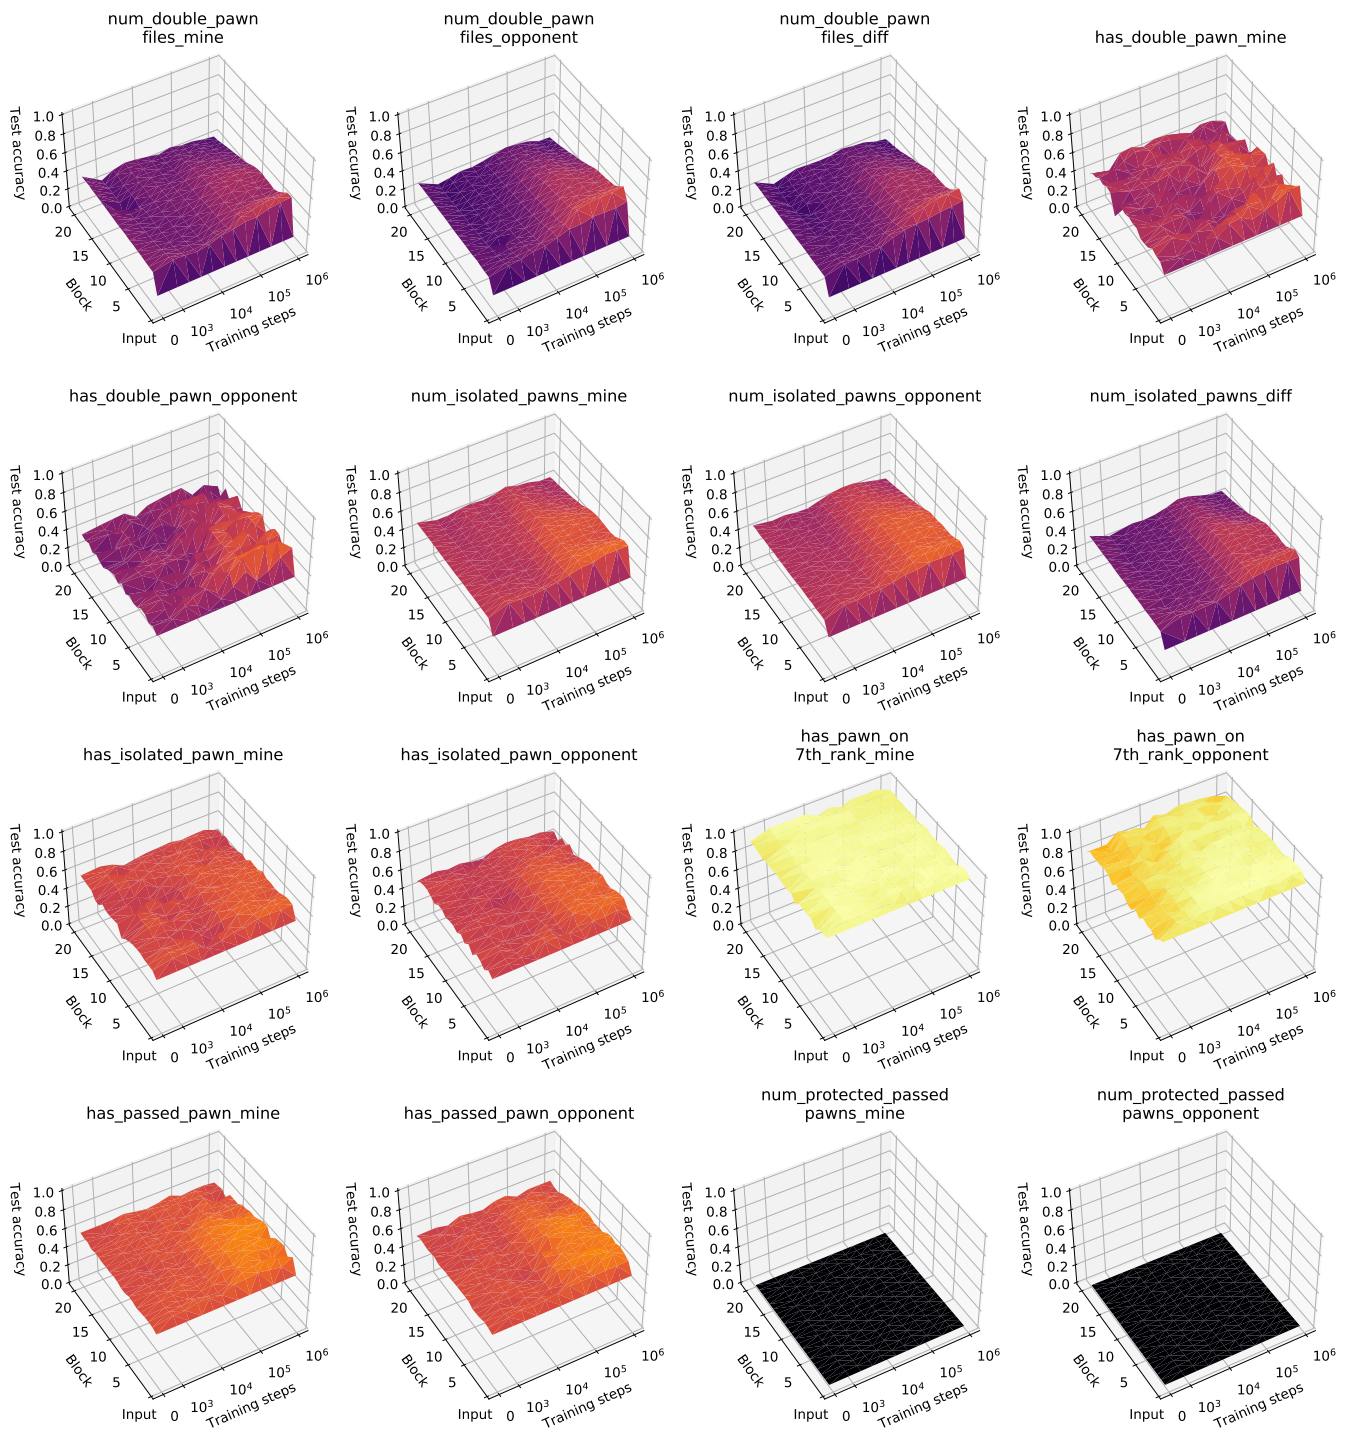 num_double_pawn
files_mine
Test accuracy
1.0
0.8
0.6
0.4
0.2
0.0
20
15
10
5
Input
Block
0
10³
10⁴
10⁵
10⁶
Training steps
num_double_pawn
files_opponent
Test accuracy
1.0
0.8
0.6
0.4
0.2
0.0
20
15
10
5
Input
Block
0
10³
10⁴
10⁵
10⁶
Training steps
num_double_pawn
files_diff
Test accuracy
1.0
0.8
0.6
0.4
0.2
0.0
20
15
10
5
Input
Block
0
10³
10⁴
10⁵
10⁶
Training steps
has_double_pawn_mine
Test accuracy
1.0
0.8
0.6
0.4
0.2
0.0
20
15
10
5
Input
Block
0
10³
10⁴
10⁵
10⁶
Training steps
has_double_pawn_opponent
Test accuracy
1.0
0.8
0.6
0.4
0.2
0.0
20
15
10
5
Input
Block
0
10³
10⁴
10⁵
10⁶
Training steps
num_isolated_pawns_mine
Test accuracy
1.0
0.8
0.6
0.4
0.2
0.0
20
15
10
5
Input
Block
0
10³
10⁴
10⁵
10⁶
Training steps
num_isolated_pawns_opponent
Test accuracy
1.0
0.8
0.6
0.4
0.2
0.0
20
15
10
5
Input
Block
0
10³
10⁴
10⁵
10⁶
Training steps
num_isolated_pawns_diff
Test accuracy
1.0
0.8
0.6
0.4
0.2
0.0
20
15
10
5
Input
Block
0
10³
10⁴
10⁵
10⁶
Training steps
has_isolated_pawn_mine
Test accuracy
1.0
0.8
0.6
0.4
0.2
0.0
20
15
10
5
Input
Block
0
10³
10⁴
10⁵
10⁶
Training steps
has_isolated_pawn_opponent
Test accuracy
1.0
0.8
0.6
0.4
0.2
0.0
20
15
10
5
Input
Block
0
10³
10⁴
10⁵
10⁶
Training steps
has_pawn_on
7th_rank_mine
Test accuracy
1.0
0.8
0.6
0.4
0.2
0.0
20
15
10
5
Input
Block
0
10³
10⁴
10⁵
10⁶
Training steps
has_pawn_on
7th_rank_opponent
Test accuracy
1.0
0.8
0.6
0.4
0.2
0.0
20
15
10
5
Input
Block
0
10³
10⁴
10⁵
10⁶
Training steps
has_passed_pawn_mine
Test accuracy
1.0
0.8
0.6
0.4
0.2
0.0
20
15
10
5
Input
Block
0
10³
10⁴
10⁵
10⁶
Training steps
has_passed_pawn_opponent
Test accuracy
1.0
0.8
0.6
0.4
0.2
0.0
20
15
10
5
Input
Block
0
10³
10⁴
10⁵
10⁶
Training steps
num_protected_passed
pawns_mine
Test accuracy
1.0
0.8
0.6
0.4
0.2
0.0
20
15
10
5
Input
Block
0
10³
10⁴
10⁵
10⁶
Training steps
num_protected_passed
pawns_opponent
Test accuracy
1.0
0.8
0.6
0.4
0.2
0.0
20
15
10
5
Input
Block
0
10³
10⁴
10⁵
10⁶
Training steps